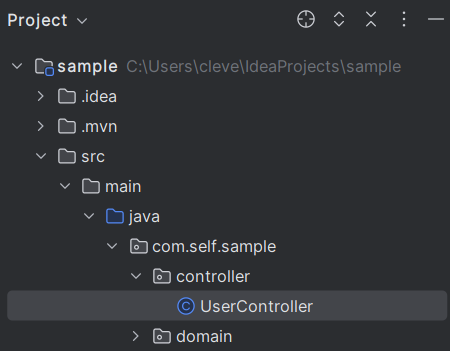 Project
sample C:\Users\cleve\IdeaProjects\sample
.idea
.mvn
src
main
java
com.self.sample
controller
C UserController
domain